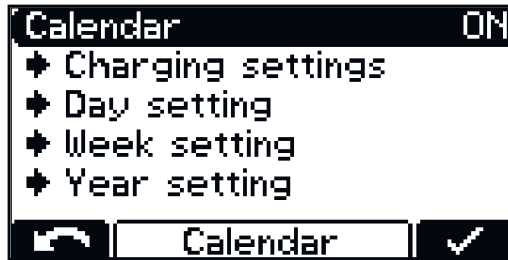 Calendar ON
Charging settings
Day setting
Week setting
Year setting
Calendar